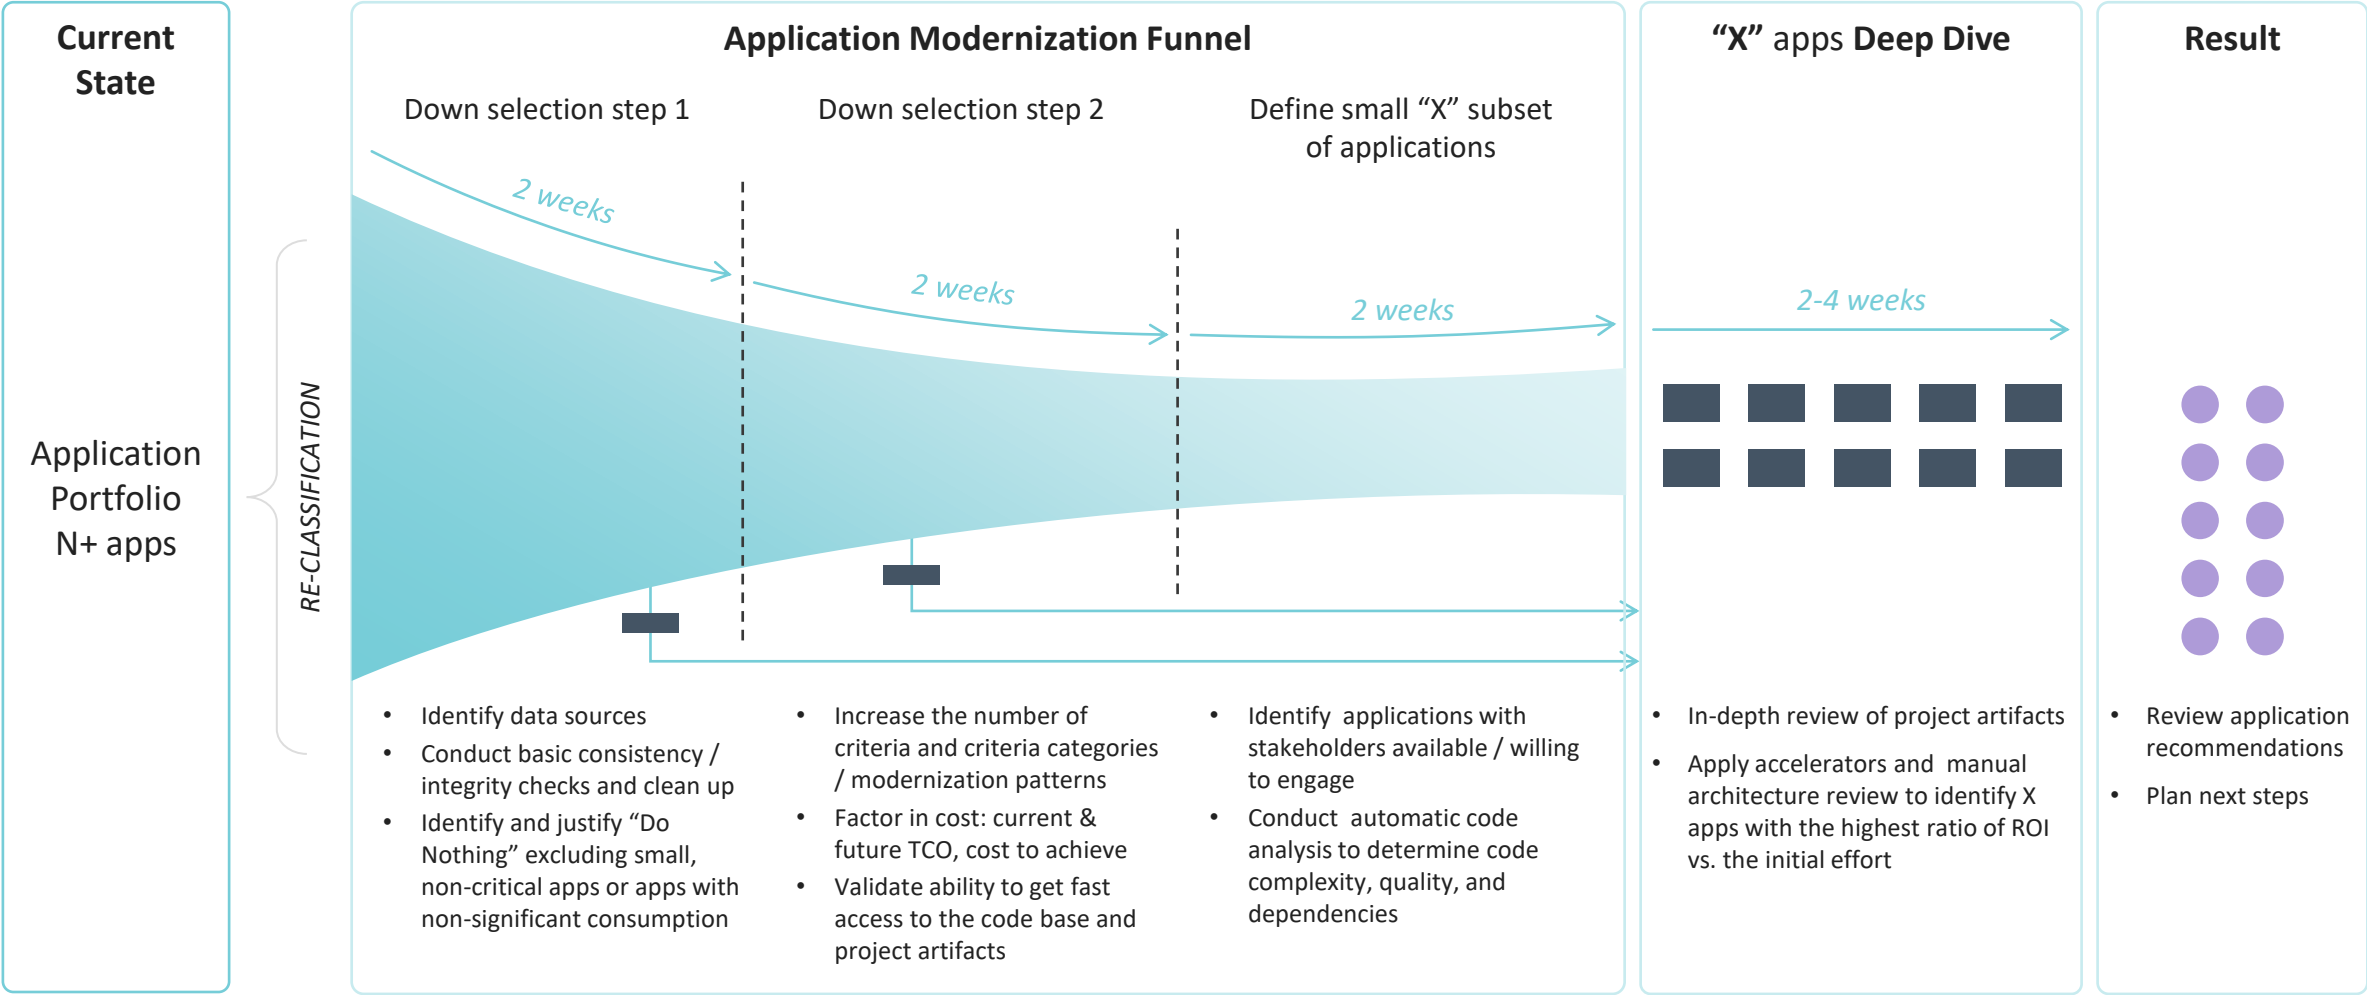 Current
State
Application
Portfolio
N+ apps
RE-CLASSIFICATION
Application Modernization Funnel
Down selection step 1
2 weeks
• Identify data sources
• Conduct basic consistency /
integrity checks and clean up
• Identify and justify “Do
Nothing” excluding small,
non-critical apps or apps with
non-significant consumption
Down selection step 2
2 weeks
• Increase the number of
criteria and criteria categories
/ modernization patterns
• Factor in cost: current &
future TCO, cost to achieve
• Validate ability to get fast
access to the code base and
project artifacts
Define small “X” subset
of applications
2 weeks
• Identify applications with
stakeholders available / willing
to engage
• Conduct automatic code
analysis to determine code
complexity, quality, and
dependencies
“X” apps Deep Dive
2-4 weeks
• In-depth review of project artifacts
• Apply accelerators and manual
architecture review to identify X
apps with the highest ratio of ROI
vs. the initial effort
Result
• Review application
recommendations
• Plan next steps